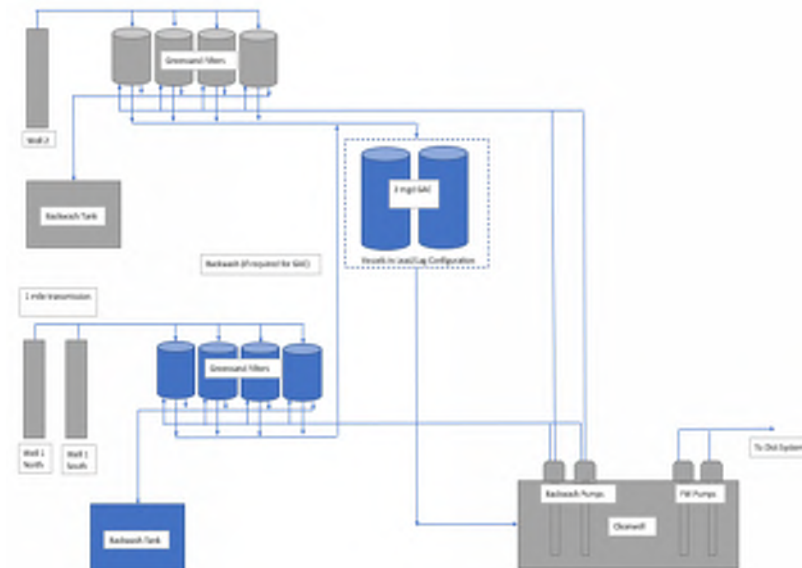 Greensand Filters
Well 2
3 mgd GAC
Backwash Tank
Vessels in Lead/Lag Configuration
Backwash (if required for GAC)
1 mile transmission
Greensand Filters
Well 1
North
Well 1
South
To Dist System
Backwash Pumps
FW Pumps
Clearwell
Backwash Tank